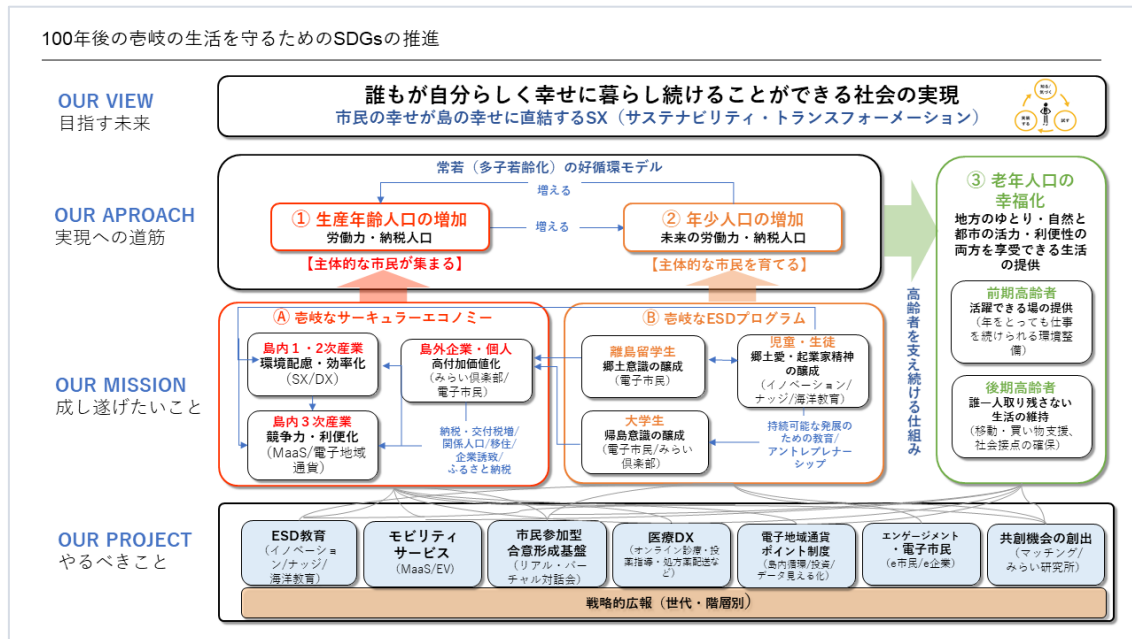 100年後の壱岐の生活を守るためのSDGsの推進
OUR VIEW
目指す未来
誰もが自分らしく幸せに暮らし続けることができる社会の実現
市民の幸せが島の幸せに直結するSX（サステナビリティ・トランスフォーメーション）
試す
OUR APROACH
実現への道筋
常若（多子若齢化）の好循環モデル
増える
① 生産年齢人口の増加
労働力・納税人口
増える
② 年少人口の増加
未来の労働力・納税人口
【主体的な市民が集まる】
【主体的な市民を育てる】
③ 老年人口の
幸福化
地方のゆとり・自然と
都市の活力・利便性の
両方を享受できる生活
の提供
前期高齢者
活躍できる場の提供
（年をとっても仕事
を続けられる環境整
備）
後期高齢者
誰一人取り残さない
生活の維持
（移動・買い物支援、
社会接点の確保）
高齢者を支え続ける仕組み
OUR MISSION
成し遂げたいこと
Ⓐ 壱岐なサーキュラーエコノミー
島内１・２次産業
環境配慮・効率化
（SX/DX）
島内３次産業
競争力・利便化
（MaaS/電子地域
通貨）
島外企業・個人
高付加価値化
（みらい倶楽部/
電子市民）
納税・交付税増/
関係人口/移住/
企業誘致/
ふるさと納税
Ⓑ 壱岐なESDプログラム
離島留学生
郷土意識の醸成
（電子市民）
大学生
帰島意識の醸成
（電子市民/みらい
倶楽部）
児童・生徒
郷土愛・起業家精神
の醸成
（イノベーション/
ナッジ/海洋教育）
持続可能な発展の
ための教育/
アントレプレナー
シップ
OUR PROJECT
やるべきこと
ESD教育
（イノベーショ
ン/ナッジ/
海洋教育）
モビリティ
サービス
（MaaS/EV）
市民参加型
合意形成基盤
（リアル・バー
チャル対話会）
医療DX
（オンライン診療・投
薬指導・処方薬配送な
ど）
電子地域通貨
ポイント制度
（島内循環/投資/
データ見える化）
エンゲージメント
・電子市民
（e市民/e企業）
共創機会の創出
（マッチング/
みらい研究所）
戦略的広報（世代・階層別）